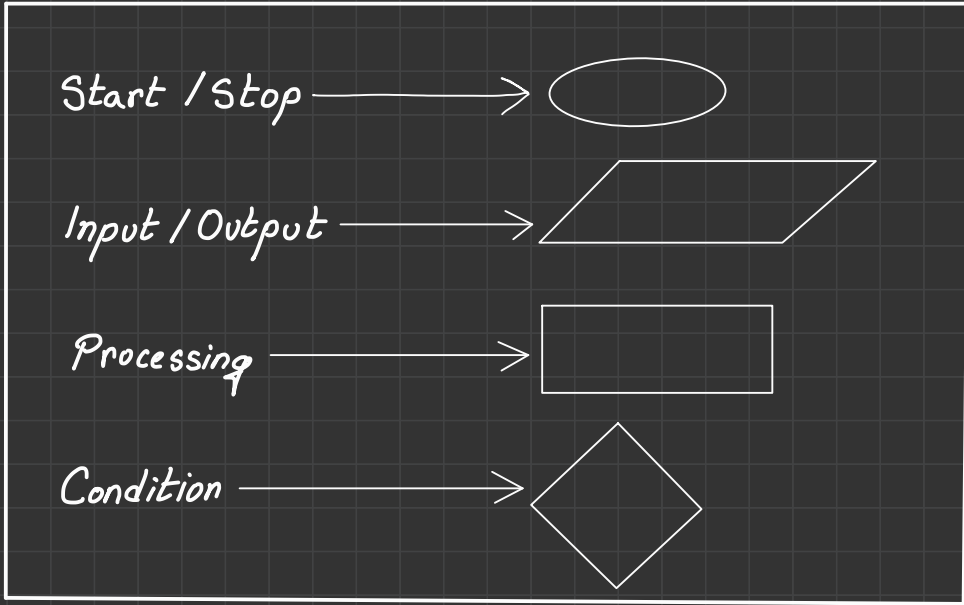 Start / Stop
Input / Output
Processing
Condition